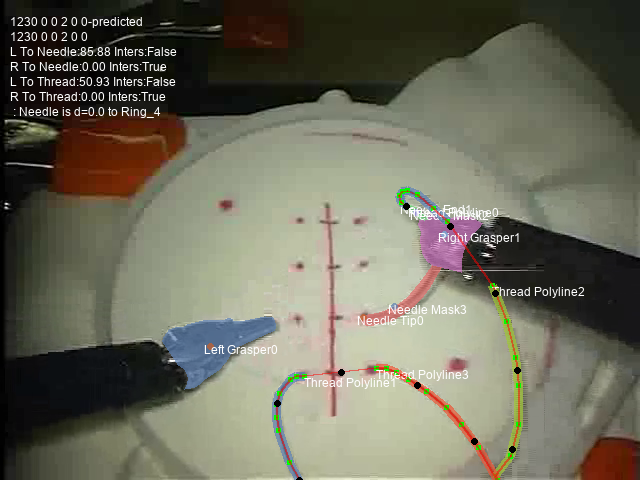 1230 0 0 2 0 0-predicted
1230 0 0 2 0 0
L To Needle:85.88 Inters:False
R To Needle:0.00 Inters:True
L To Thread:50.93 Inters:False
R To Thread:0.00 Inters:True
: Needle is d=0.0 to Ring_4
Right Grasper1
Thread Polyline2
Needle Mask3
Needle Tip0
Left Grasper0
Thread Polyline1
Thread Polyline3